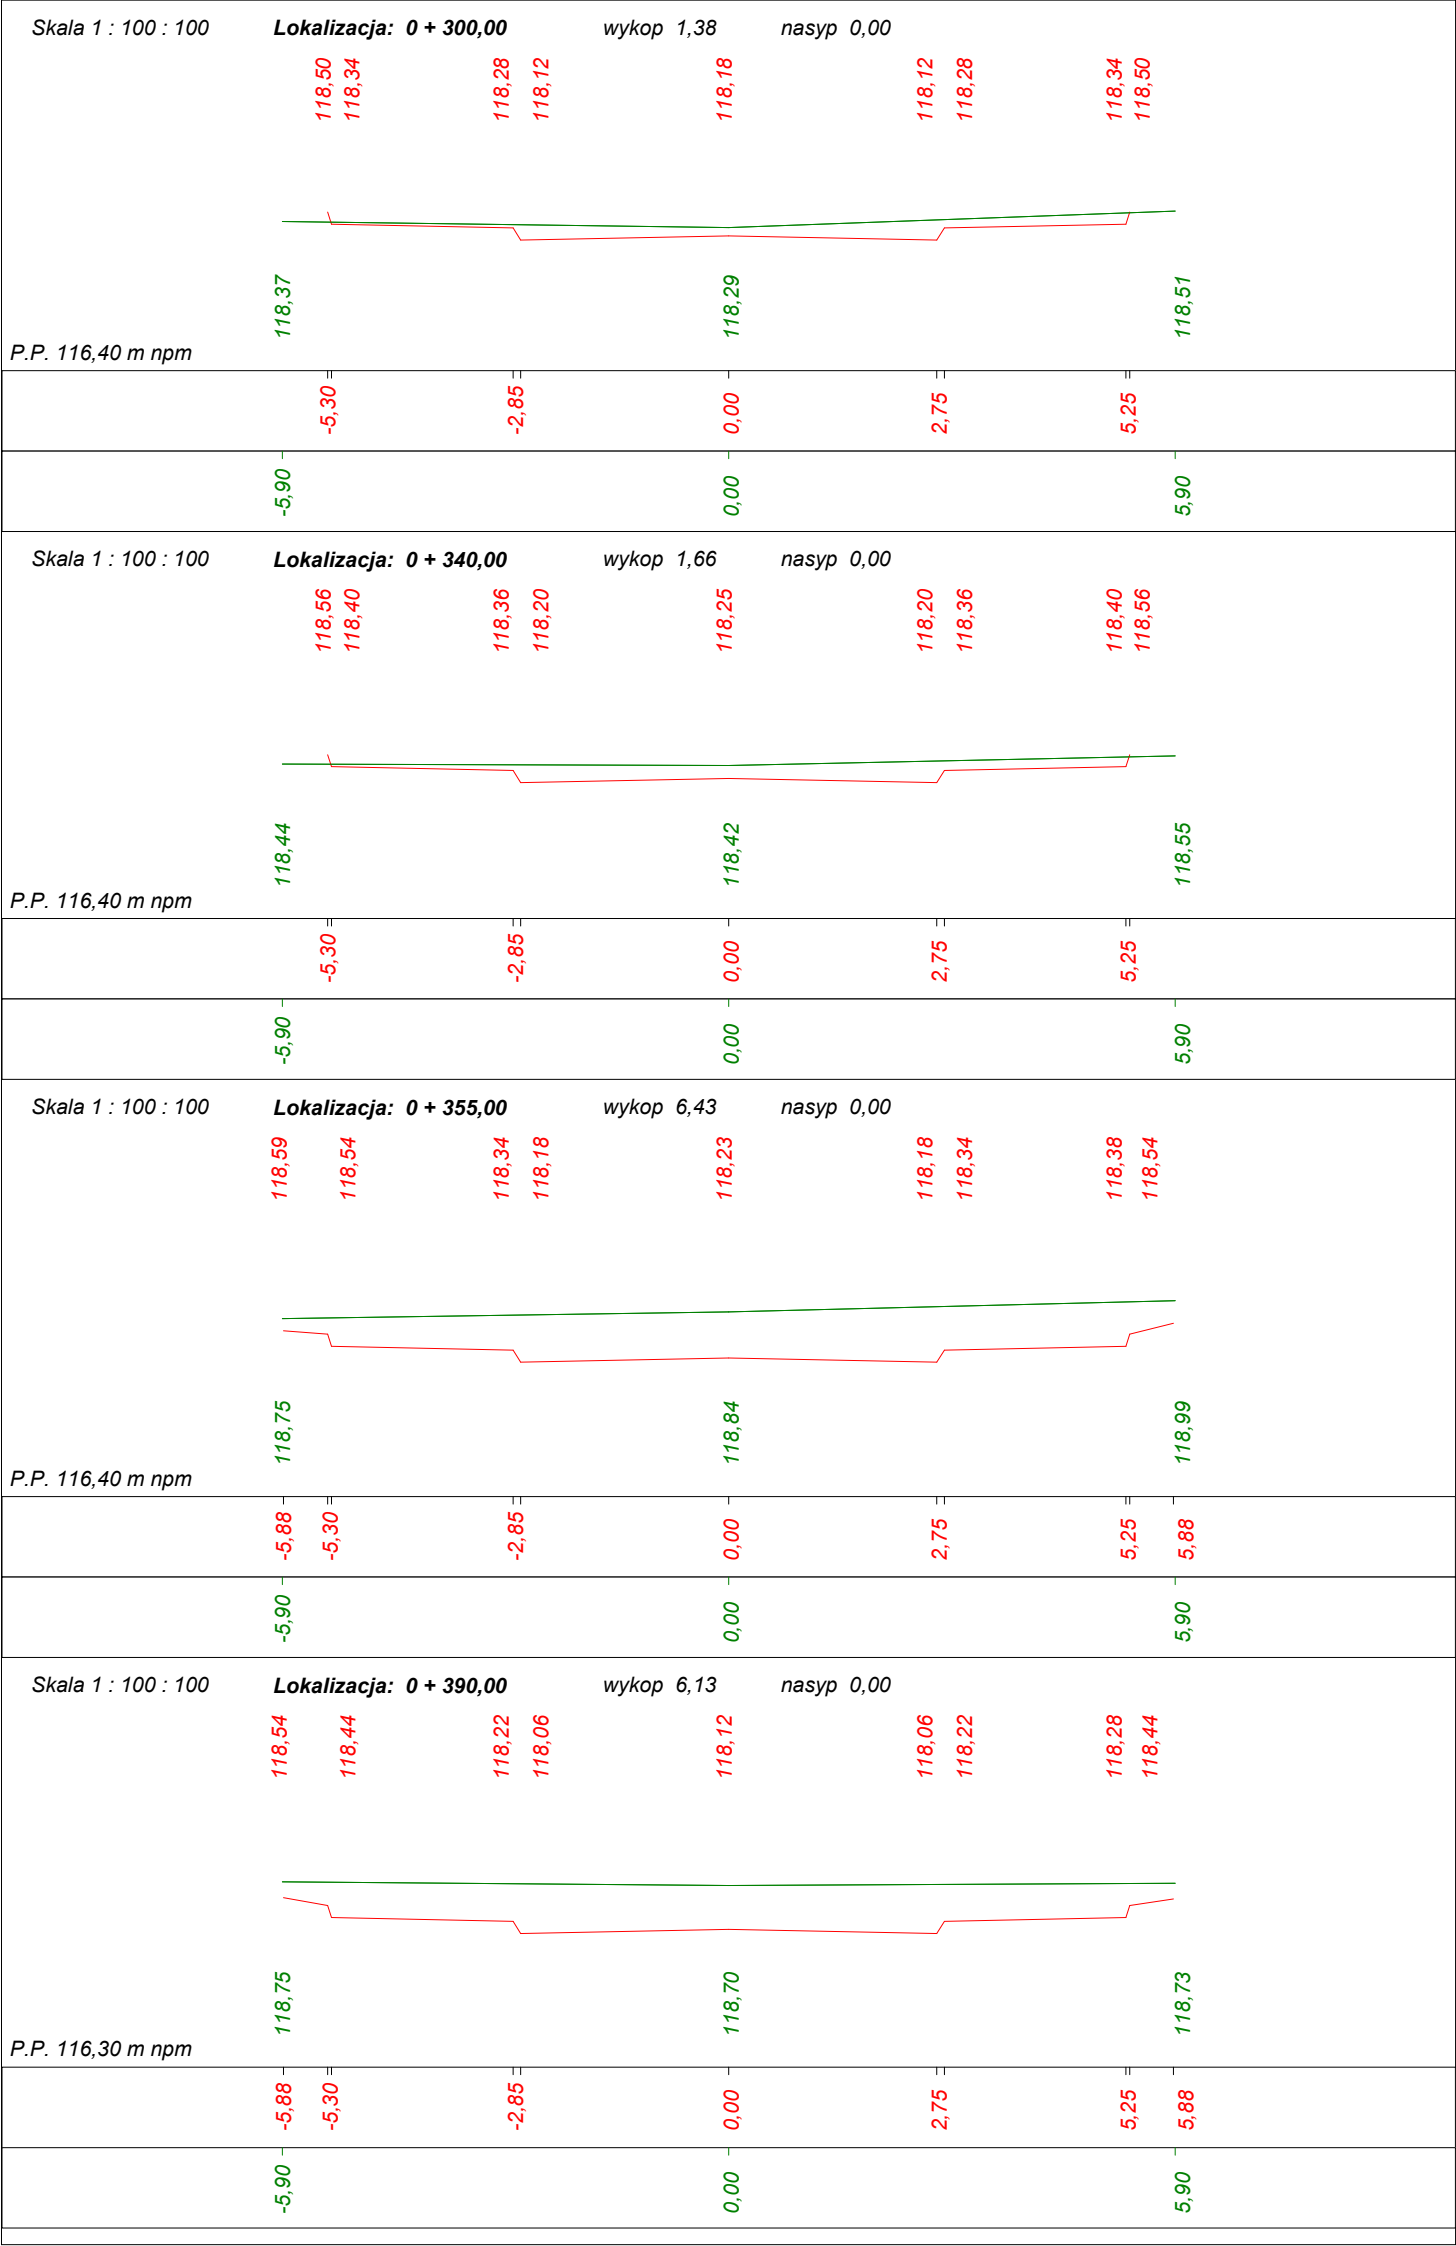 Skala 1 : 100 : 100 Lokalizacja: 0 + 300,00 wykop 1,38 nasyp 0,00
118,50 118,34 118,28 118,12 118,18 118,12 118,28 118,34 118,50
118,37 118,29 118,51
P.P. 116,40 m npm
-5,30 -2,85 0,00 2,75 5,25
-5,90 0,00 5,90
Skala 1 : 100 : 100 Lokalizacja: 0 + 340,00 wykop 1,66 nasyp 0,00
118,56 118,40 118,36 118,20 118,25 118,20 118,36 118,40 118,56
118,44 118,42 118,55
P.P. 116,40 m npm
-5,30 -2,85 0,00 2,75 5,25
-5,90 0,00 5,90
Skala 1 : 100 : 100 Lokalizacja: 0 + 355,00 wykop 6,43 nasyp 0,00
118,59 118,54 118,34 118,18 118,23 118,18 118,34 118,38 118,54
118,75 118,84 118,99
P.P. 116,40 m npm
-5,88 -5,30 -2,85 0,00 2,75 5,25 5,88
-5,90 0,00 5,90
Skala 1 : 100 : 100 Lokalizacja: 0 + 390,00 wykop 6,13 nasyp 0,00
118,54 118,44 118,22 118,06 118,12 118,06 118,22 118,28 118,44
118,75 118,70 118,73
P.P. 116,30 m npm
-5,88 -5,30 -2,85 0,00 2,75 5,25 5,88
-5,90 0,00 5,90